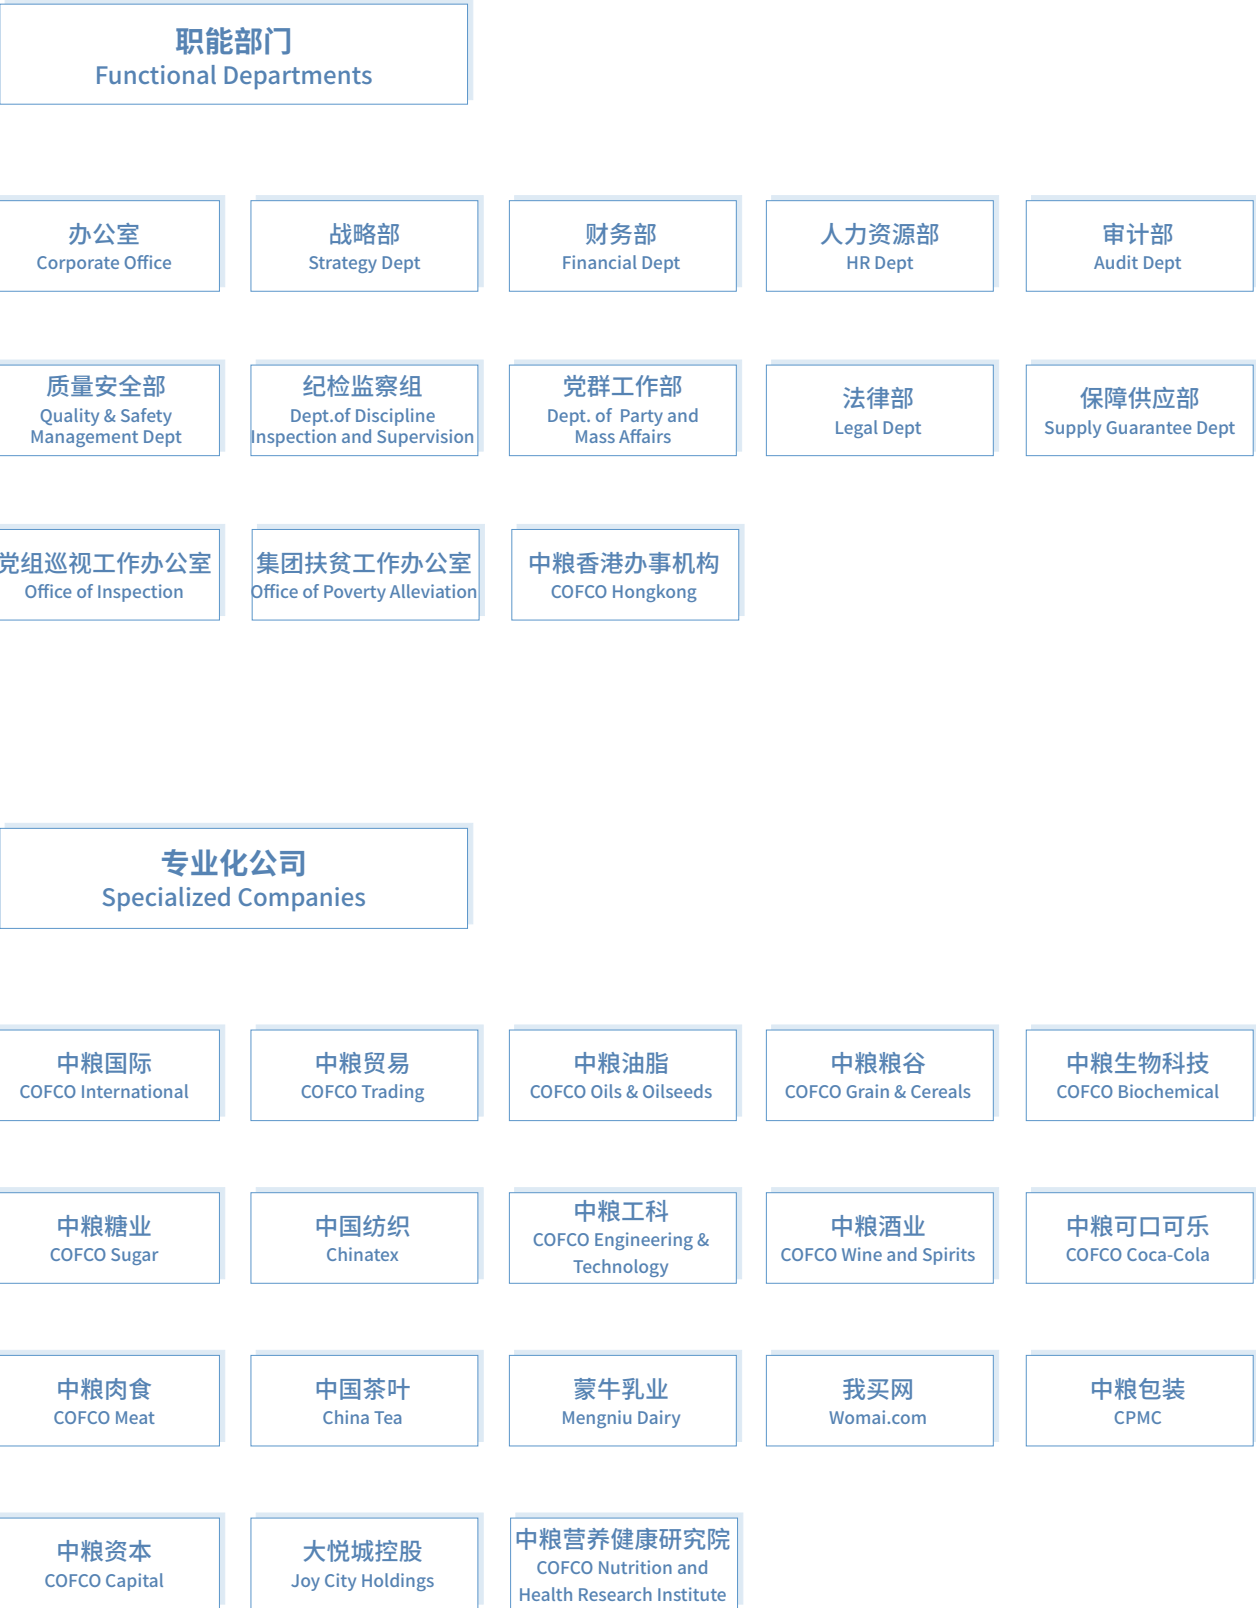 职能部门
Functional Departments
办公室
Corporate Office
战略部
Strategy Dept
财务部
Financial Dept
人力资源部
HR Dept
审计部
Audit Dept
质量安全部
Quality & Safety
Management Dept
纪检监察组
Dept.of Discipline
Inspection and Supervision
党群工作部
Dept. of  Party and
Mass Affairs
法律部
Legal Dept
保障供应部
Supply Guarantee Dept
党组巡视工作办公室
Office of Inspection
集团扶贫工作办公室
Office of Poverty Alleviation
中粮香港办事机构
COFCO Hongkong
专业化公司
Specialized Companies
中粮国际
COFCO International
中粮贸易
COFCO Trading
中粮油脂
COFCO Oils & Oilseeds
中粮粮谷
COFCO Grain & Cereals
中粮生物科技
COFCO Biochemical
中粮糖业
COFCO Sugar
中国纺织
Chinatex
中粮工科
COFCO Engineering &
Technology
中粮酒业
COFCO Wine and Spirits
中粮可口可乐
COFCO Coca-Cola
中粮肉食
COFCO Meat
中国茶叶
China Tea
蒙牛乳业
Mengniu Dairy
我买网
Womai.com
中粮包装
CPMC
中粮资本
COFCO Capital
大悦城控股
Joy City Holdings
中粮营养健康研究院
COFCO Nutrition and
Health Research Institute